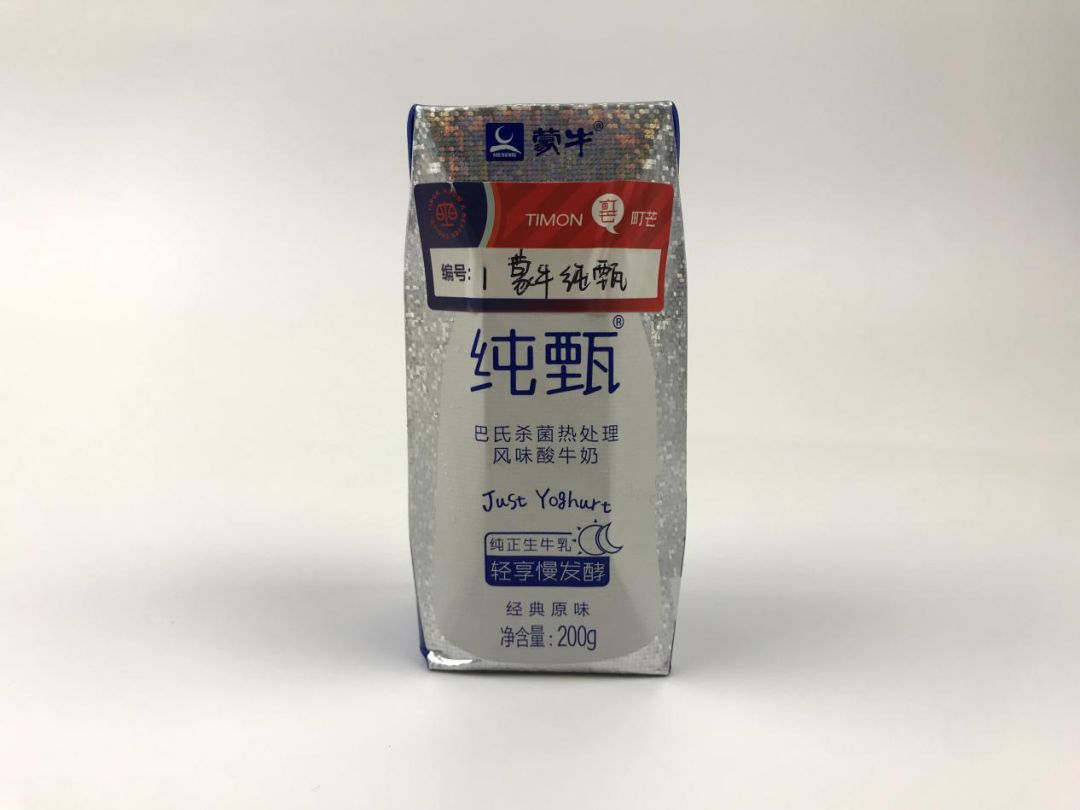 蒙牛®
MENGNIU
TIMON 町芒
编号: 1 蒙牛纯甄
纯甄®
巴氏杀菌热处理
风味酸牛奶
Just Yoghurt
纯正生牛乳
轻享慢发酵
经典原味
净含量:200g